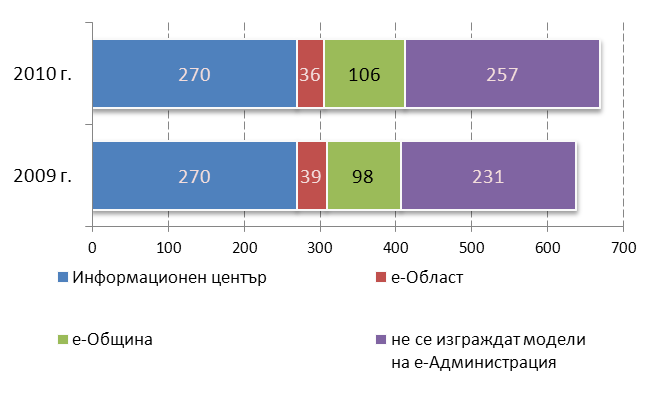 2010 г.
270 36 106 257
2009 г.
270 39 98 231
0 100 200 300 400 500 600 700
Информационен център
е-Област
е-Община
не се изграждат модели
на е-Администрация